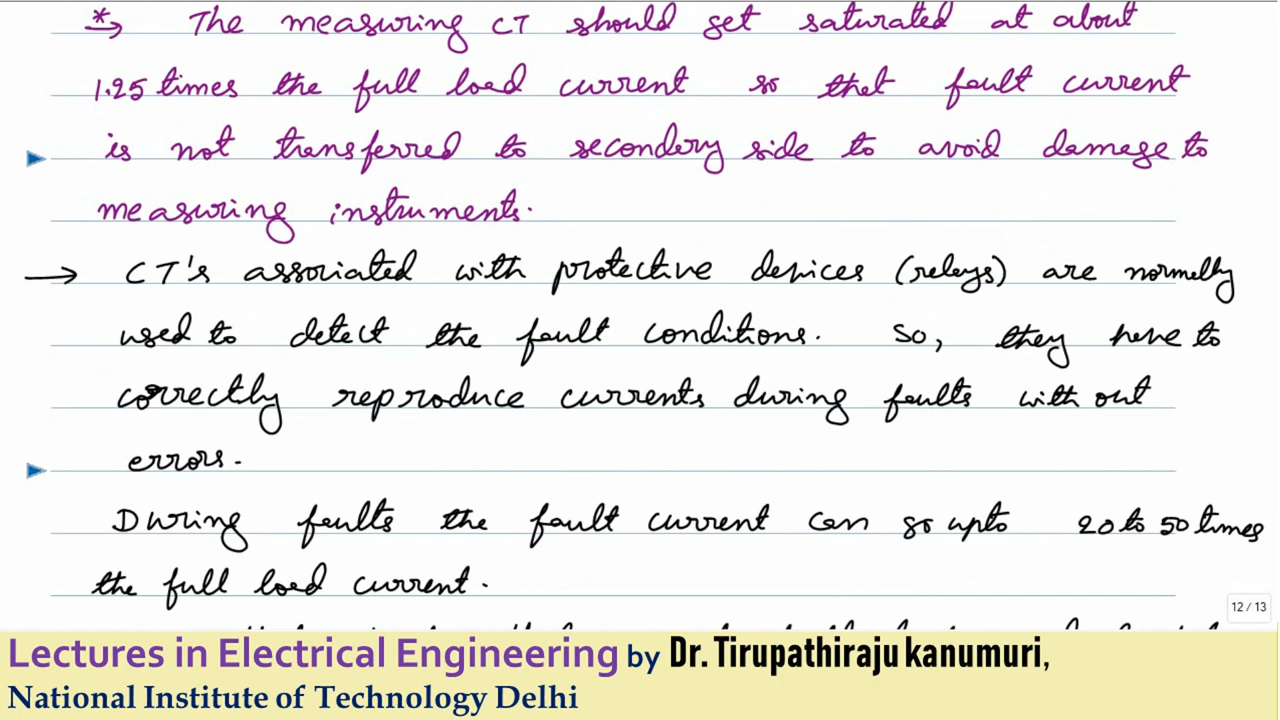 * → The measuring CT should get saturated at about
1.25 times the full load current so that fault current
is not transferred to secondary side to avoid damage to
measuring instruments.
→ CT's associated with protective devices (relays) are normally
used to detect the fault conditions. So, they have to
correctly reproduce currents during faults with out
errors.
During faults the fault current can go upto 20 to 50 times
the full load current.
12 / 13
Lectures in Electrical Engineering by Dr. Tirupathiraju kanumuri,
National Institute of Technology Delhi